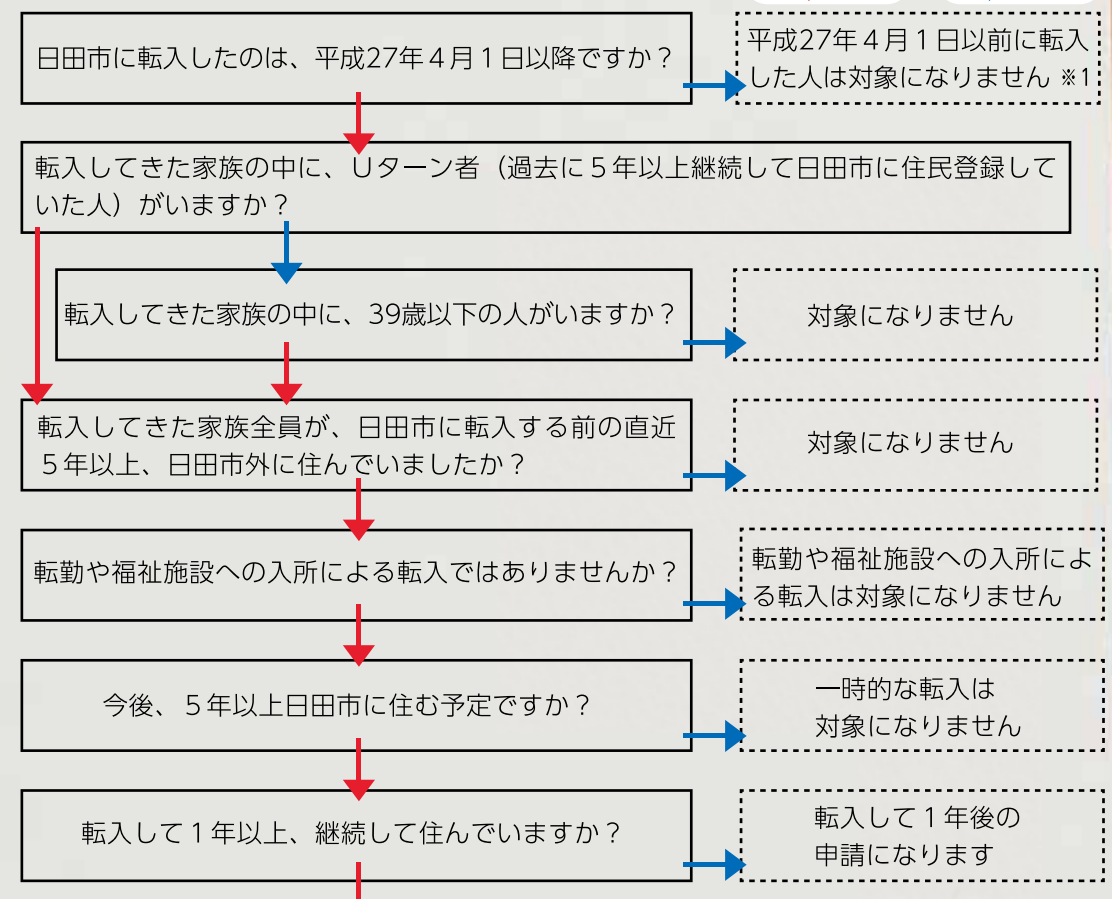 日田市に転入したのは、平成27年４月１日以降ですか？
平成27年４月１日以前に転入
した人は対象になりません ※1
転入してきた家族の中に、Ｕターン者（過去に５年以上継続して日田市に住民登録して
いた人）がいますか？
転入してきた家族の中に、39歳以下の人がいますか？
対象になりません
転入してきた家族全員が、日田市に転入する前の直近
５年以上、日田市外に住んでいましたか？
対象になりません
転勤や福祉施設への入所による転入ではありませんか？
転勤や福祉施設への入所によ
る転入は対象になりません
今後、５年以上日田市に住む予定ですか？
一時的な転入は
対象になりません
転入して１年以上、継続して住んでいますか？
転入して１年後の
申請になります